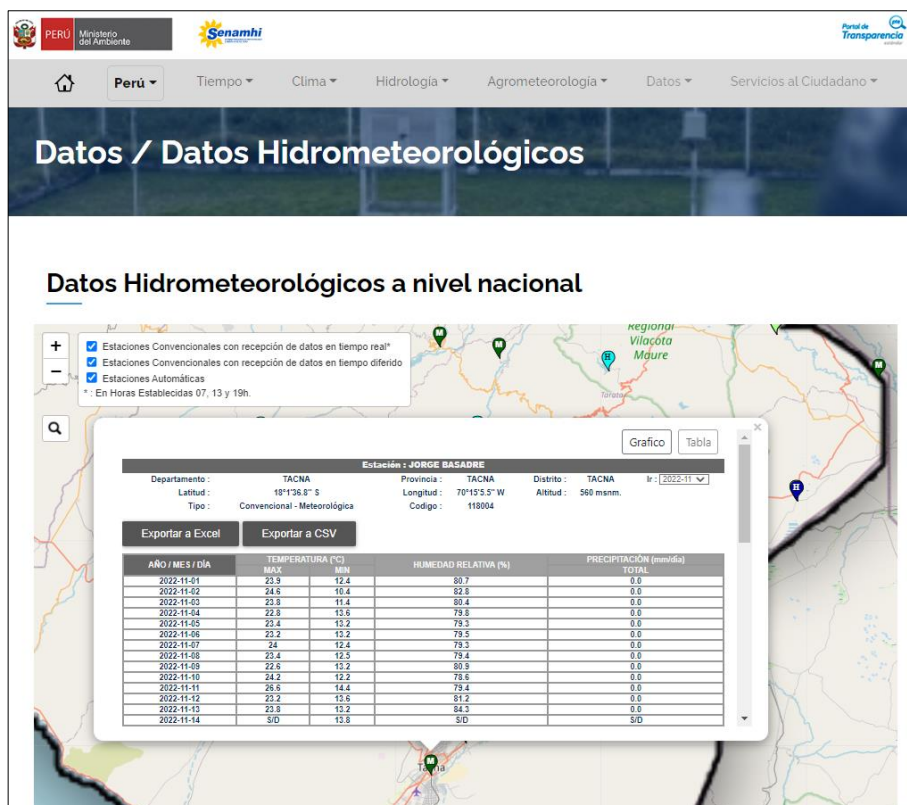 PERÚ
Ministerio
del Ambiente
Senamhi
Portal de
Transparencia
estándar
Perú
Tiempo
Clima
Hidrología
Agrometeorología
Datos
Servicios al Ciudadano
Datos / Datos Hidrometeorológicos
Datos Hidrometeorológicos a nivel nacional
+
−
Estaciones Convencionales con recepción de datos en tiempo real*
Estaciones Convencionales con recepción de datos en tiempo diferido
Estaciones Automáticas
* : En Horas Establecidas 07, 13 y 19h.
M
M
H
M
Regional
Vilacota
Maure
Tarata
×
Grafico Tabla
Estación : JORGE BASADRE
Departamento : TACNA Provincia : TACNA Distrito : TACNA Ir : 2022-11
Latitud : 18°1'36.8'' S Longitud : 70°15'5.5'' W Altitud : 560 msnm.
Tipo : Convencional - Meteorológica Codigo : 118004
Exportar a Excel Exportar a CSV
AÑO / MES / DÍA TEMPERATURA (°C) HUMEDAD RELATIVA (%) PRECIPITACIÓN (mm/día)
MAX MIN TOTAL
2022-11-01 23.9 12.4 80.7 0.0
2022-11-02 24.6 10.4 82.8 0.0
2022-11-03 23.8 11.4 80.4 0.0
2022-11-04 22.8 13.6 79.8 0.0
2022-11-05 23.4 13.2 79.3 0.0
2022-11-06 23.2 13.2 79.5 0.0
2022-11-07 24 12.4 79.3 0.0
2022-11-08 23.4 12.5 79.4 0.0
2022-11-09 22.6 13.2 80.9 0.0
2022-11-10 24.2 12.2 78.6 0.0
2022-11-11 26.6 14.4 79.4 0.0
2022-11-12 23.2 13.6 81.2 0.0
2022-11-13 23.8 13.2 84.3 0.0
2022-11-14 S/D 13.8 S/D S/D
H
H
M
Tacna